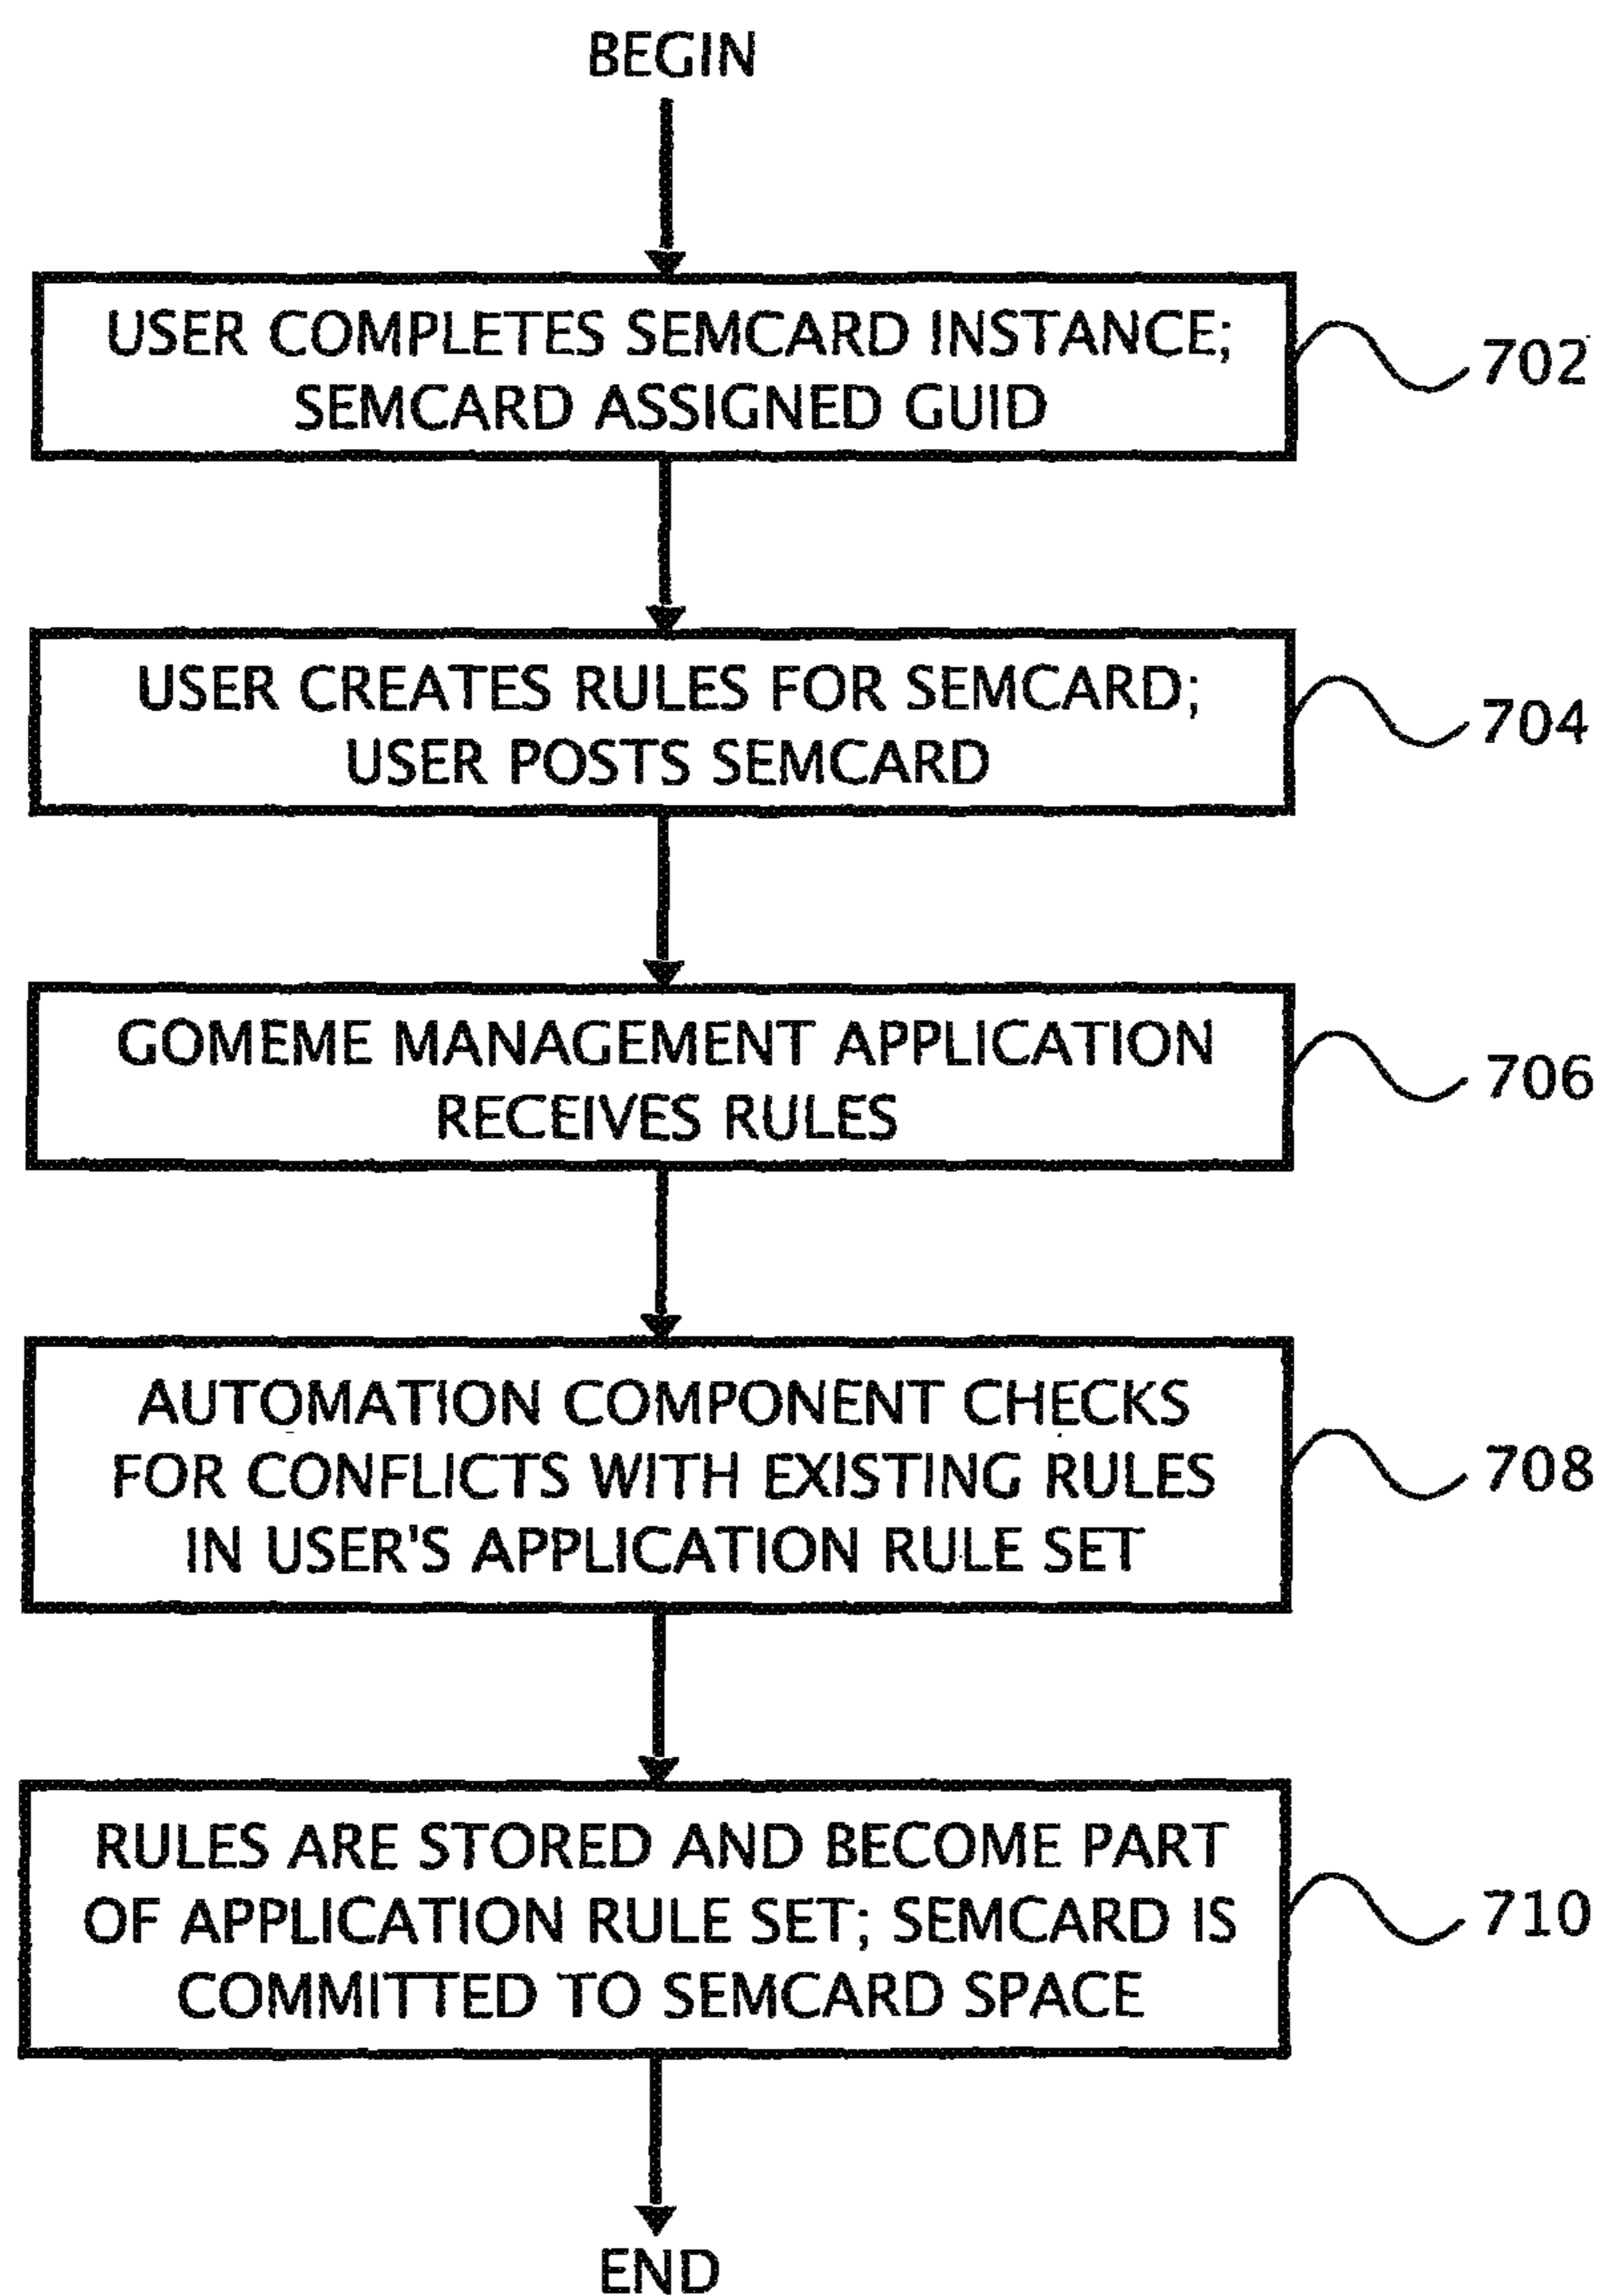 BEGIN
USER COMPLETES SEMCARD INSTANCE;
SEMCARD ASSIGNED GUID
702
USER CREATES RULES FOR SEMCARD;
USER POSTS SEMCARD
704
GOMEME MANAGEMENT APPLICATION
RECEIVES RULES
706
AUTOMATION COMPONENT CHECKS
FOR CONFLICTS WITH EXISTING RULES
IN USER'S APPLICATION RULE SET
708
RULES ARE STORED AND BECOME PART
OF APPLICATION RULE SET; SEMCARD IS
COMMITTED TO SEMCARD SPACE
710
END